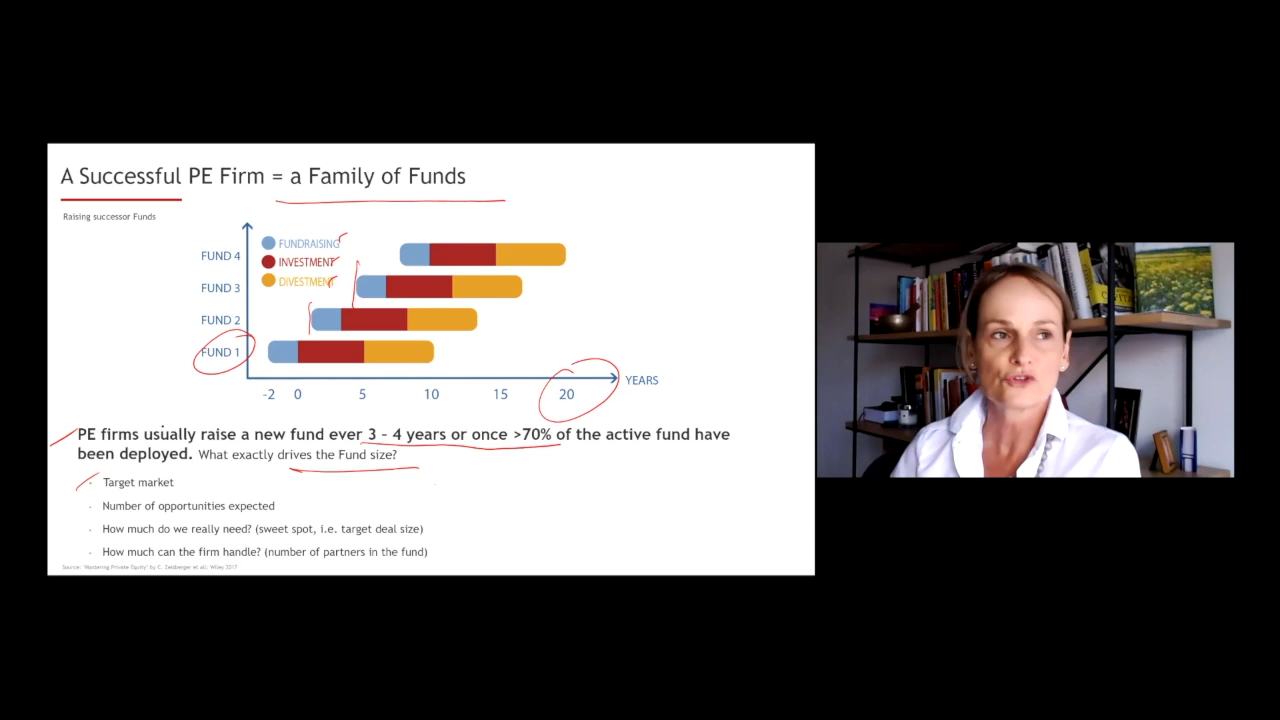 A Successful PE Firm = a Family of Funds
Raising successor Funds
FUNDRAISING
INVESTMENT
DIVESTMENT
FUND 4
FUND 3
FUND 2
FUND 1
-2 0 5 10 15 20
YEARS
PE firms usually raise a new fund ever 3 – 4 years or once >70% of the active fund have
been deployed. What exactly drives the Fund size?
Target market
Number of opportunities expected
How much do we really need? (sweet spot, i.e. target deal size)
How much can the firm handle? (number of partners in the fund)
Source: 'Mastering Private Equity' by C. Zeisberger et all; Wiley 2017